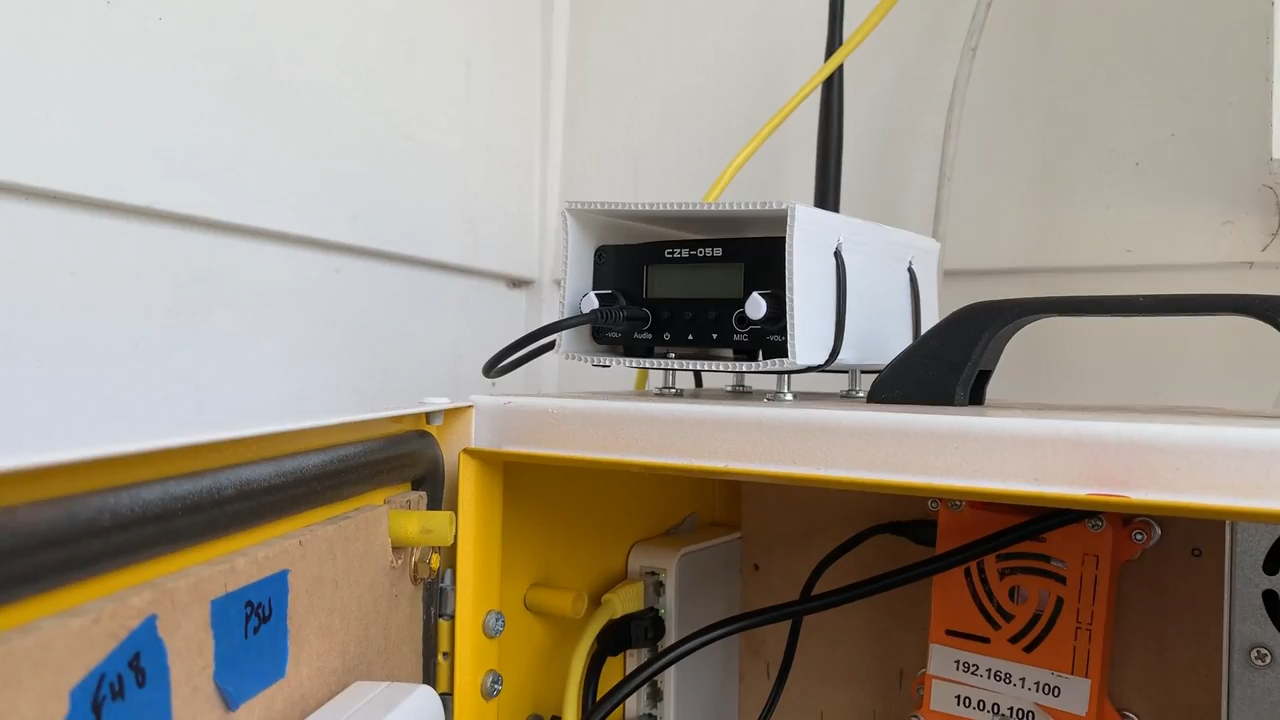 CZE-05B
-VOL+ Audio MIC -VOL+
PSU
192.168.1.100
10.0.0.100